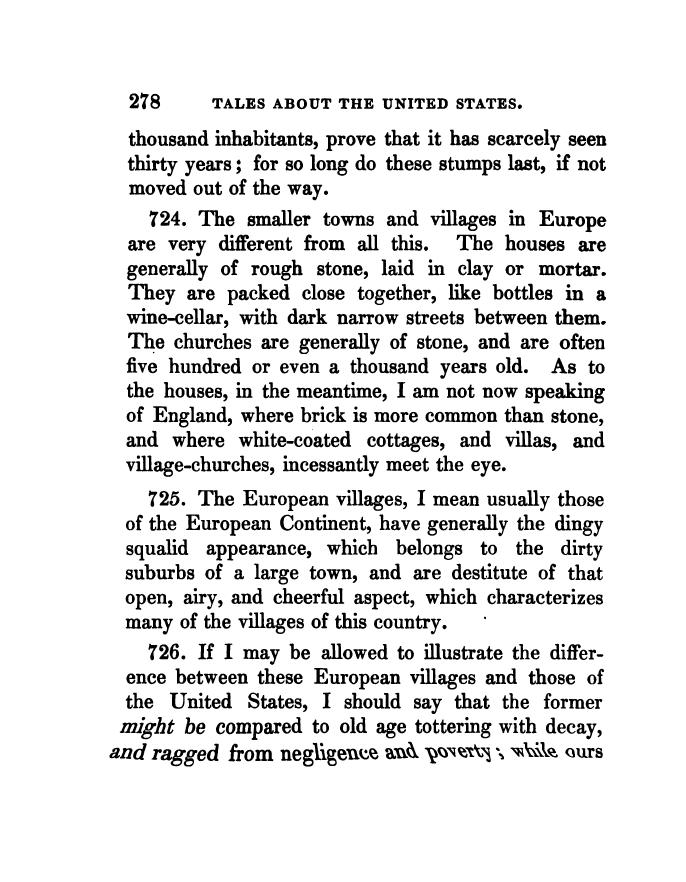 278 TALES ABOUT THE UNITED STATES.
thousand inhabitants, prove that it has scarcely seen
thirty years; for so long do these stumps last, if not
moved out of the way.
724. The smaller towns and villages in Europe
are very different from all this. The houses are
generally of rough stone, laid in clay or mortar.
They are packed close together, like bottles in a
wine-cellar, with dark narrow streets between them.
The churches are generally of stone, and are often
five hundred or even a thousand years old. As to
the houses, in the meantime, I am not now speaking
of England, where brick is more common than stone,
and where white-coated cottages, and villas, and
village-churches, incessantly meet the eye.
725. The European villages, I mean usually those
of the European Continent, have generally the dingy
squalid appearance, which belongs to the dirty
suburbs of a large town, and are destitute of that
open, airy, and cheerful aspect, which characterizes
many of the villages of this country.
726. If I may be allowed to illustrate the differ-
ence between these European villages and those of
the United States, I should say that the former
might be compared to old age tottering with decay,
and ragged from negligence and poverty; while ours